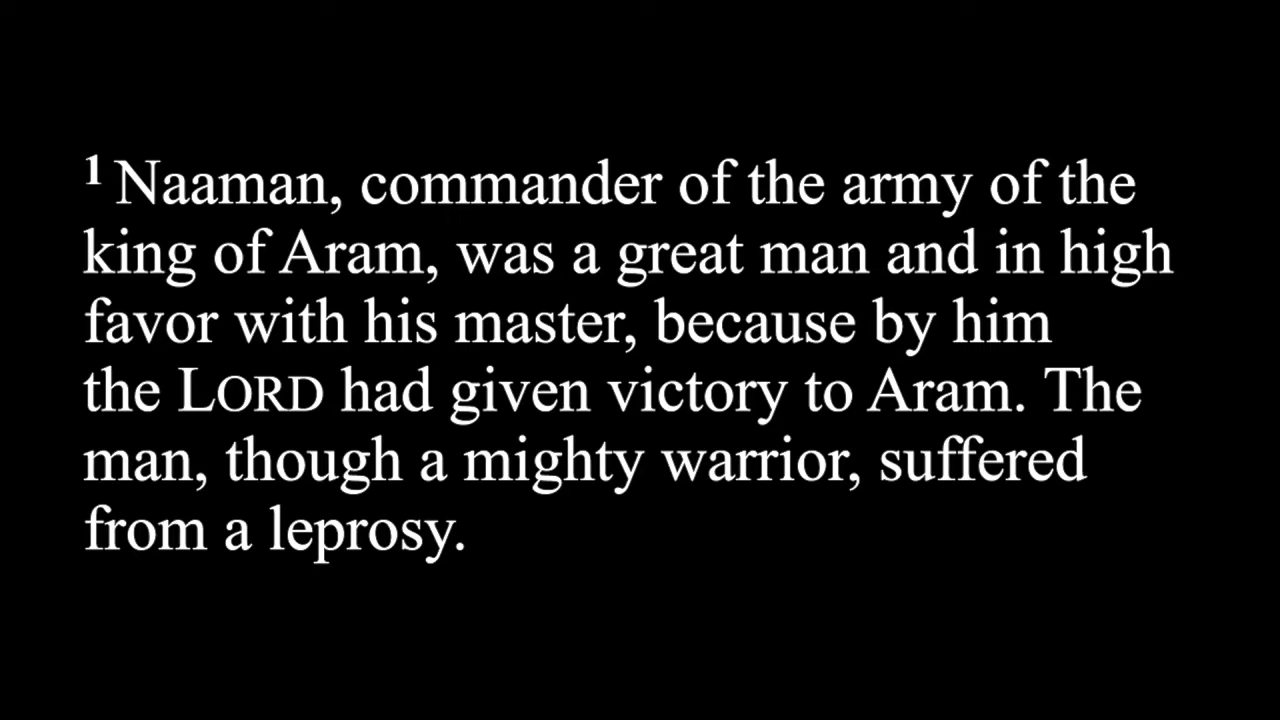 1 Naaman, commander of the army of the
king of Aram, was a great man and in high
favor with his master, because by him
the LORD had given victory to Aram. The
man, though a mighty warrior, suffered
from a leprosy.